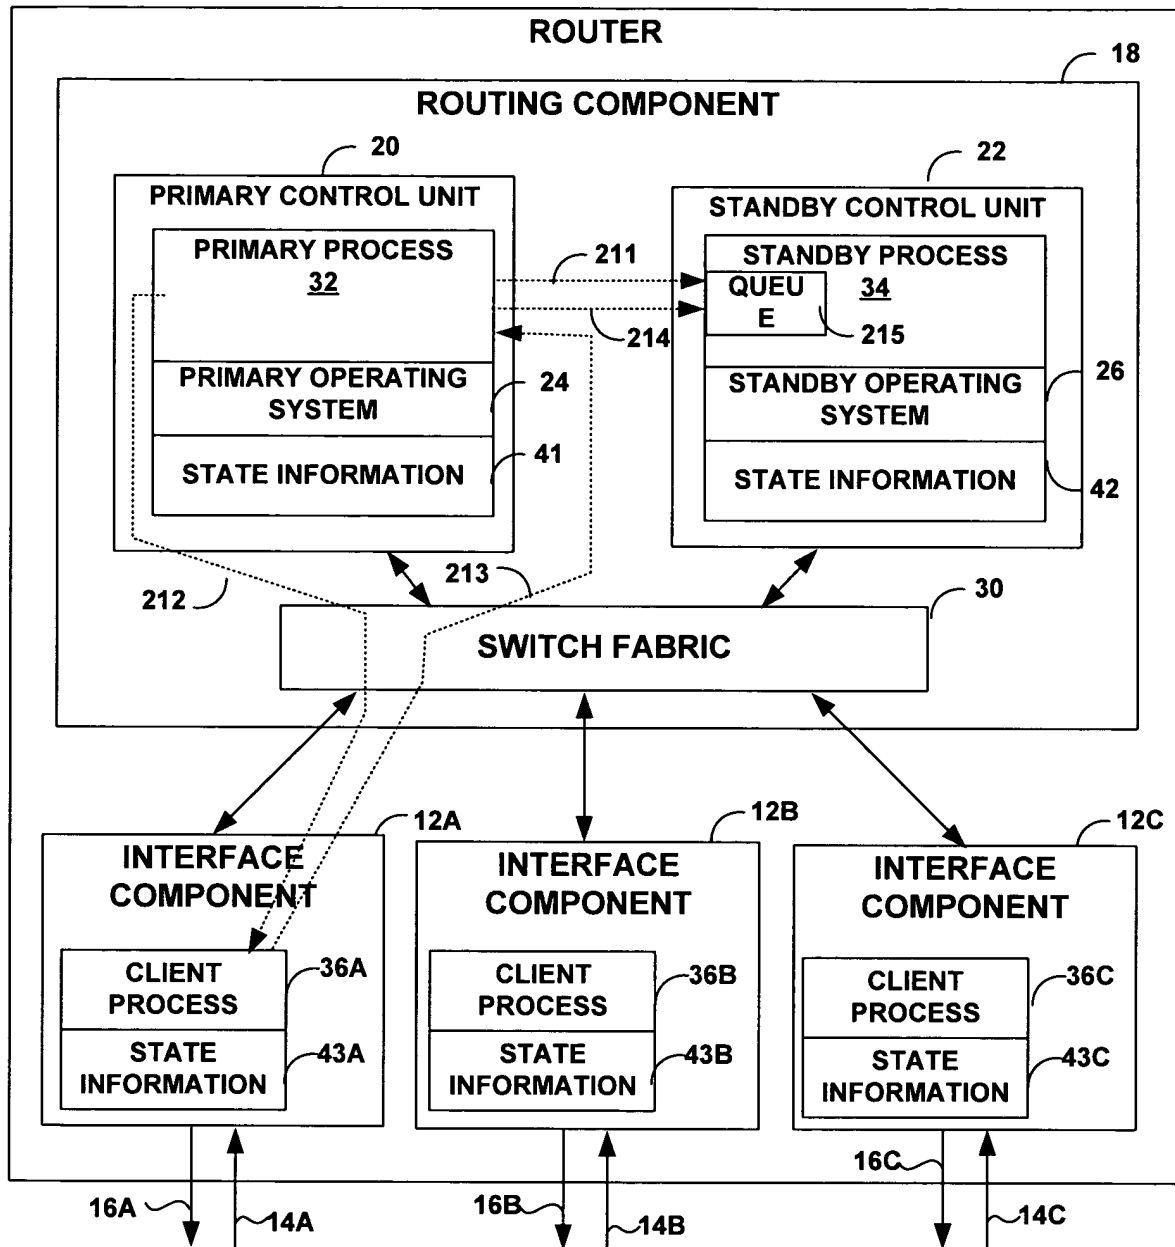 ROUTER
18
ROUTING COMPONENT
20
22
PRIMARY CONTROL UNIT
STANDBY CONTROL UNIT
PRIMARY PROCESS
32
211
STANDBY PROCESS
34
QUEU
E
214
215
PRIMARY OPERATING
SYSTEM
24
STANDBY OPERATING
SYSTEM
26
STATE INFORMATION
41
STATE INFORMATION
42
212
213
30
SWITCH FABRIC
12A
12B
12C
INTERFACE
COMPONENT
INTERFACE
COMPONENT
INTERFACE
COMPONENT
CLIENT
PROCESS
36A
CLIENT
PROCESS
36B
CLIENT
PROCESS
36C
STATE
INFORMATION
43A
STATE
INFORMATION
43B
STATE
INFORMATION
43C
16A
14A
16B
14B
16C
14C